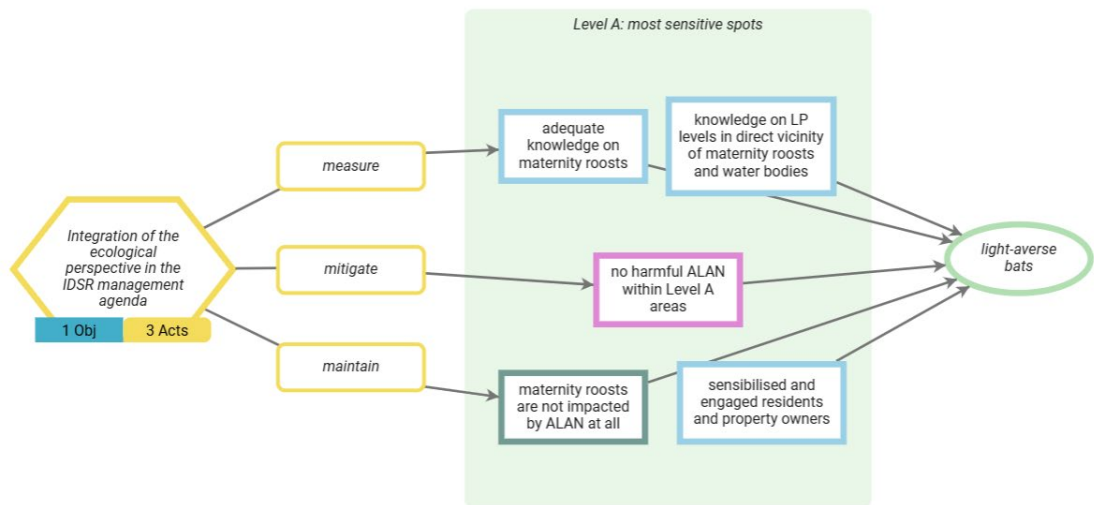 Level A: most sensitive spots
adequate
knowledge on
maternity roosts
knowledge on LP
levels in direct vicinity
of maternity roosts
and water bodies
measure
Integration of the
ecological
perspective in the
IDSR management
agenda
1 Obj
3 Acts
mitigate
no harmful ALAN
within Level A
areas
light-averse
bats
maintain
maternity roosts
are not impacted
by ALAN at all
sensibilised and
engaged residents
and property owners